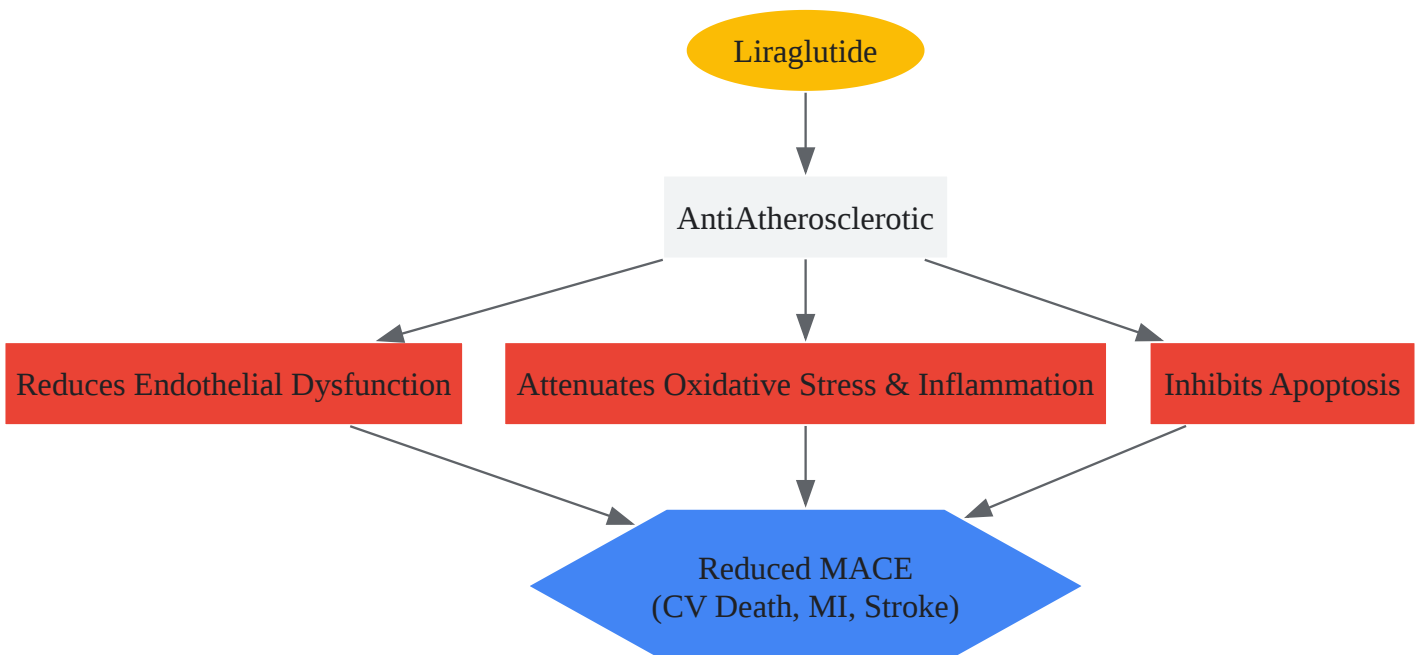 Liraglutide
AntiAtherosclerotic
Reduces Endothelial Dysfunction
Attenuates Oxidative Stress & Inflammation
Inhibits Apoptosis
Reduced MACE
(CV Death, MI, Stroke)